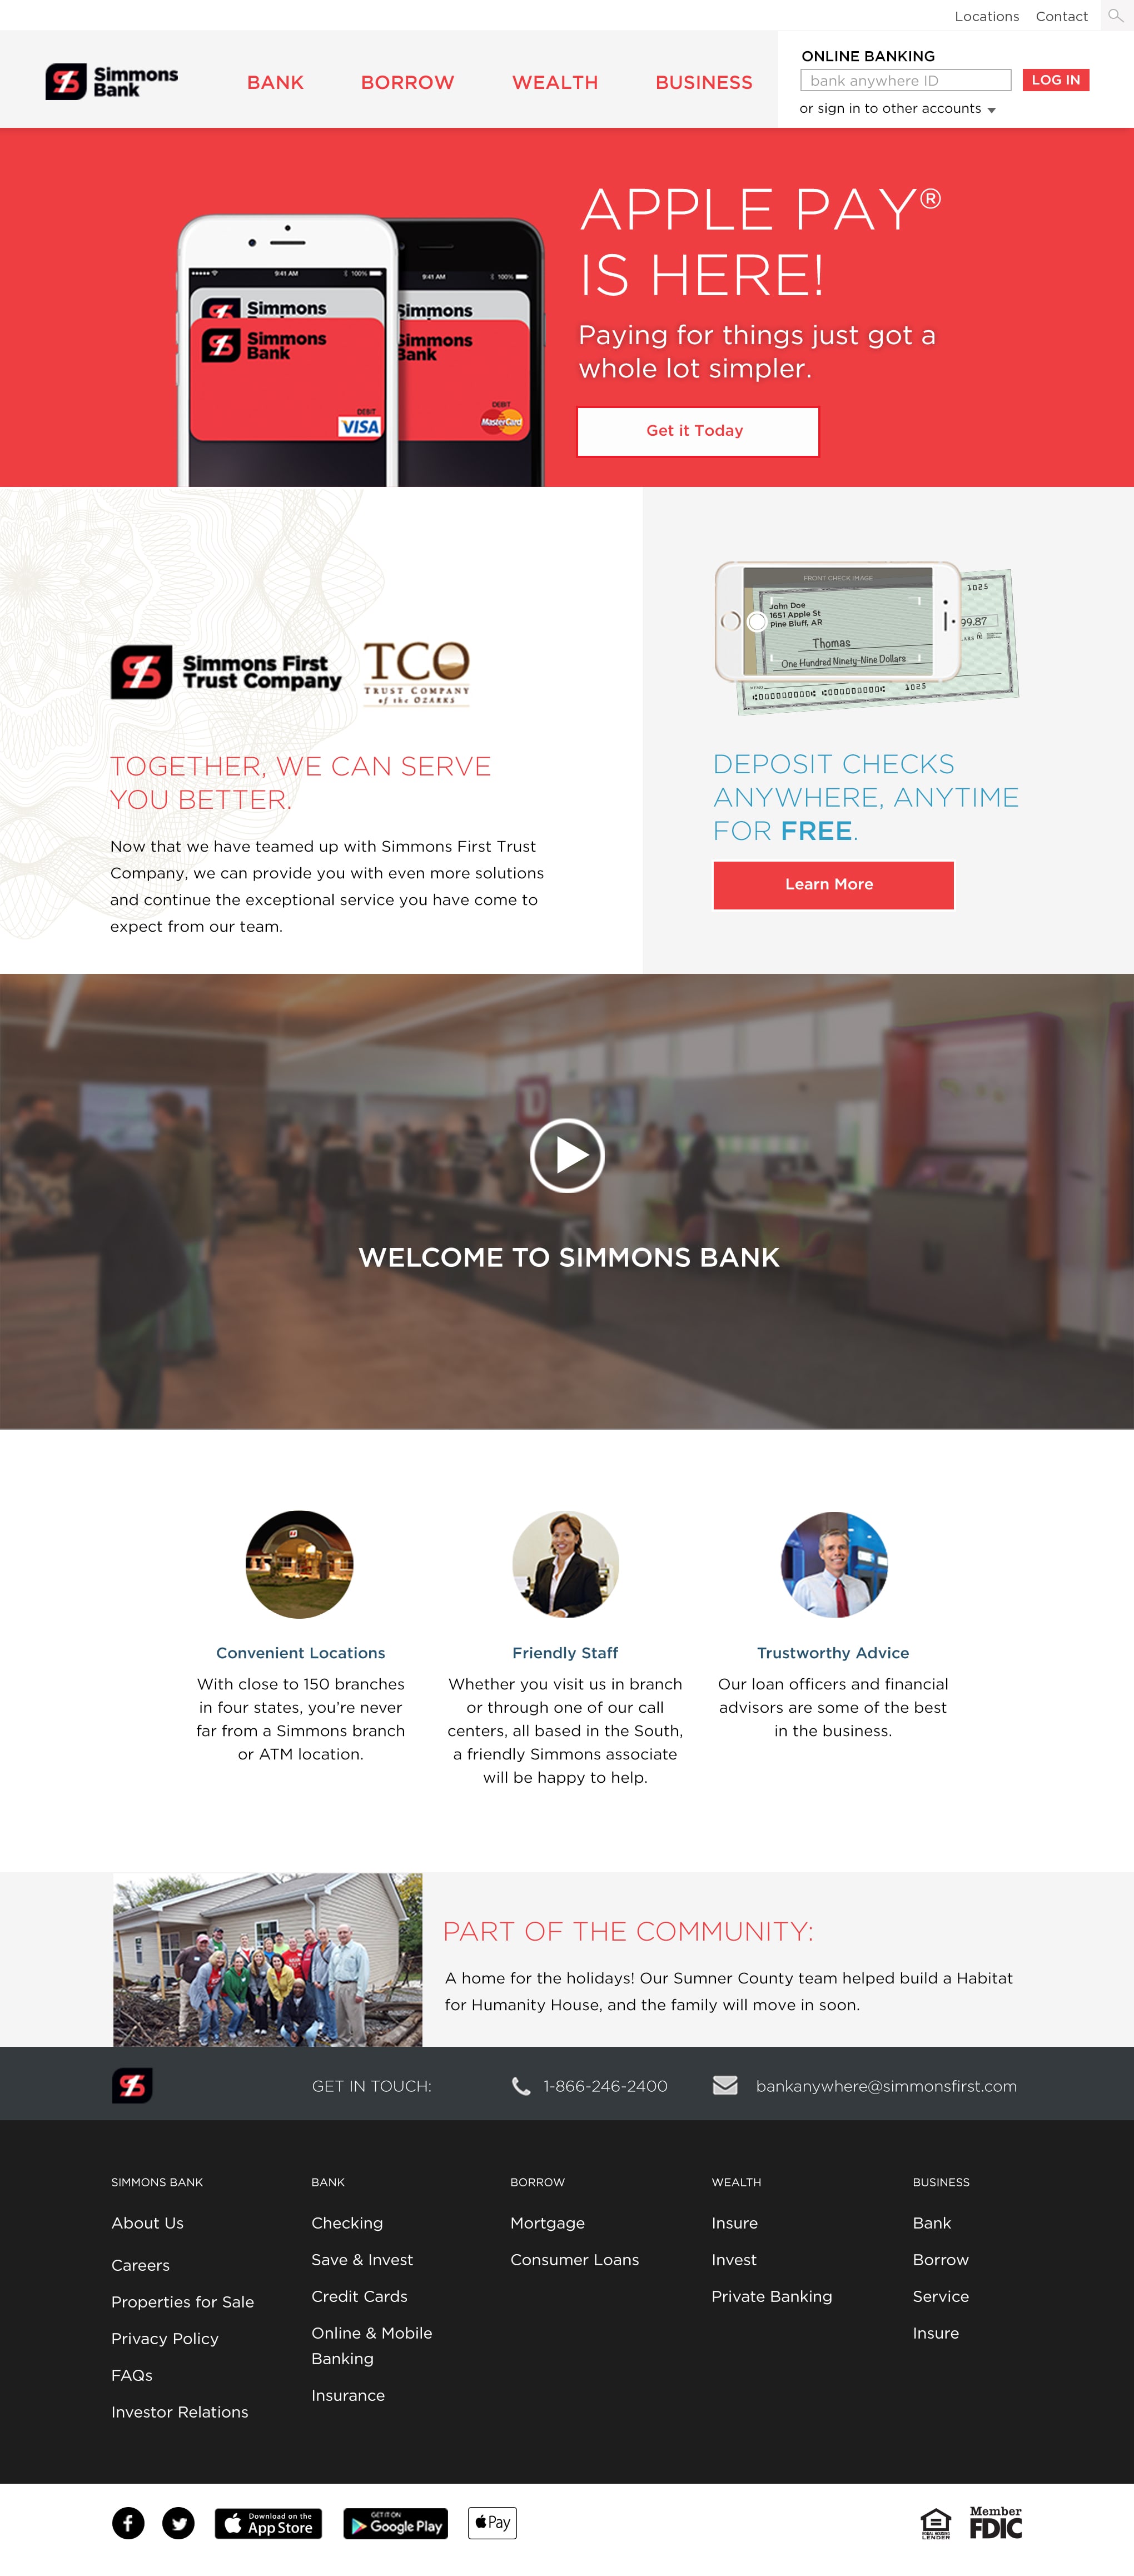 Locations Contact
Simmons
Bank
BANK BORROW WEALTH BUSINESS
ONLINE BANKING
bank anywhere ID
LOG IN
or sign in to other accounts
APPLE PAY®
IS HERE!
Paying for things just got a
whole lot simpler.
Get it Today
9:41 AM 100%
9:41 AM 100%
Simmons
Simmons
Simmons
Bank
Simmons
Bank
DEBIT
VISA
DEBIT
MasterCard
Simmons First
Trust Company
TCO
TRUST COMPANY
of the OZARKS
TOGETHER, WE CAN SERVE
YOU BETTER.
Now that we have teamed up with Simmons First Trust
Company, we can provide you with even more solutions
and continue the exceptional service you have come to
expect from our team.
FRONT CHECK IMAGE
John Doe
1651 Apple St
Pine Bluff, AR
1025
99.87
Thomas
One Hundred Ninety-Nine Dollars
1025
DEPOSIT CHECKS
ANYWHERE, ANYTIME
FOR FREE.
Learn More
WELCOME TO SIMMONS BANK
Convenient Locations
With close to 150 branches
in four states, you're never
far from a Simmons branch
or ATM location.
Friendly Staff
Whether you visit us in branch
or through one of our call
centers, all based in the South,
a friendly Simmons associate
will be happy to help.
Trustworthy Advice
Our loan officers and financial
advisors are some of the best
in the business.
PART OF THE COMMUNITY:
A home for the holidays! Our Sumner County team helped build a Habitat
for Humanity House, and the family will move in soon.
GET IN TOUCH:
1-866-246-2400
bankanywhere@simmonsfirst.com
SIMMONS BANK
About Us
Careers
Properties for Sale
Privacy Policy
FAQs
Investor Relations
BANK
Checking
Save & Invest
Credit Cards
Online & Mobile
Banking
Insurance
BORROW
Mortgage
Consumer Loans
WEALTH
Insure
Invest
Private Banking
BUSINESS
Bank
Borrow
Service
Insure
Download on the
App Store
GET IT ON
Google Play
Pay
EQUAL HOUSING
LENDER
Member
FDIC